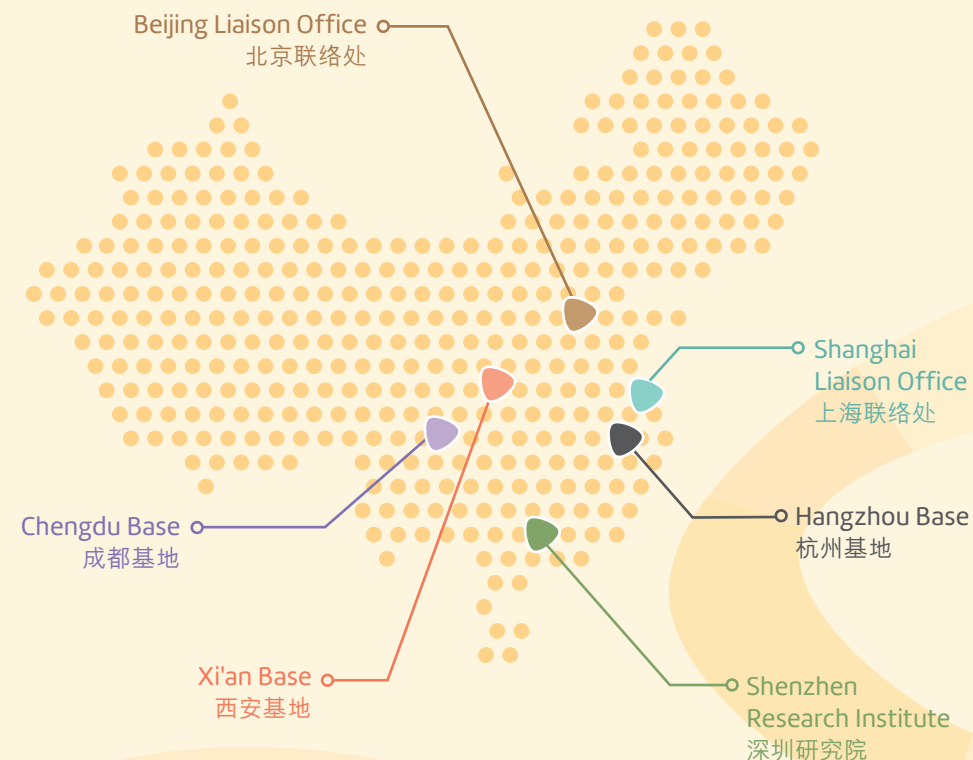 Beijing Liaison Office
北京联络处
Shanghai
Liaison Office
上海联络处
Chengdu Base
成都基地
Hangzhou Base
杭州基地
Xi'an Base
西安基地
Shenzhen
Research Institute
深圳研究院